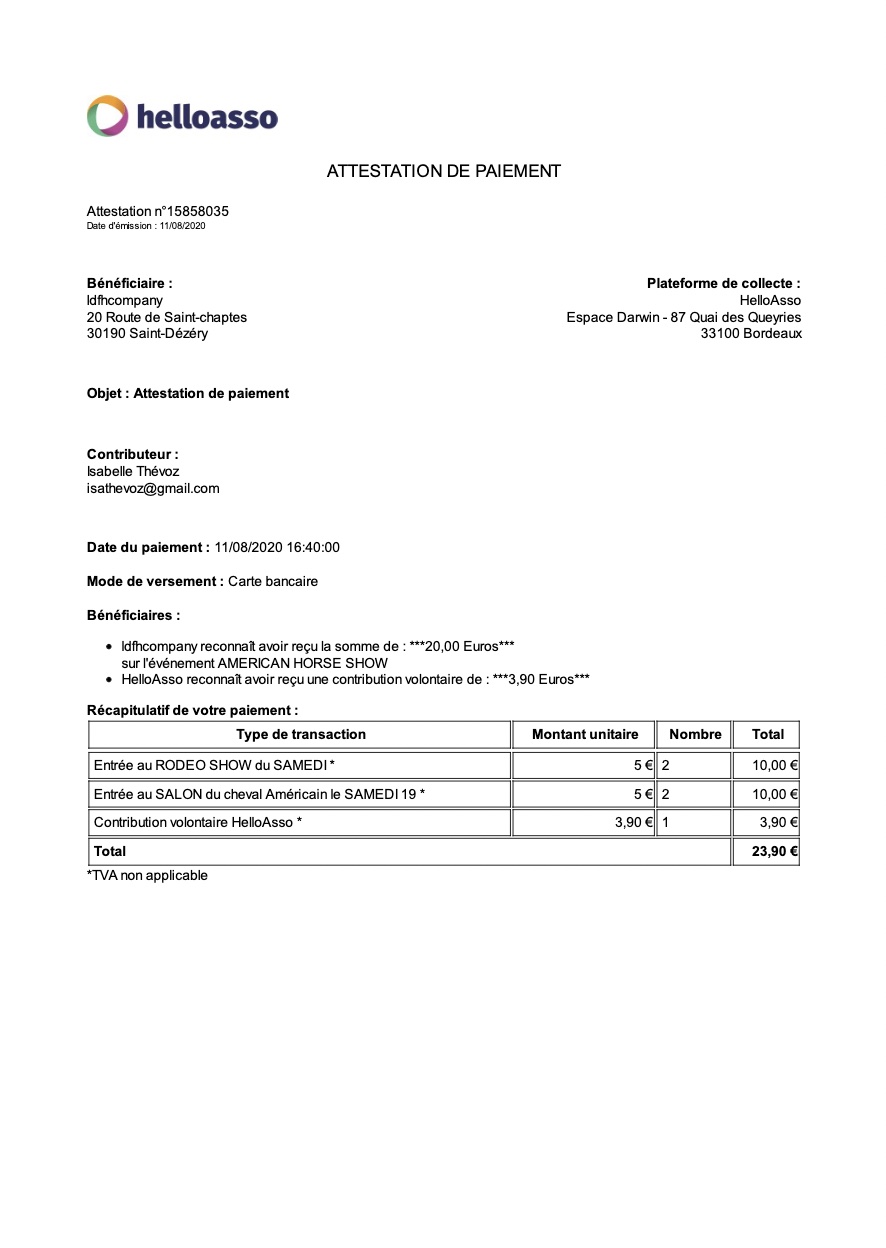 helloasso
ATTESTATION DE PAIEMENT
Attestation n°15858035
Date d'émission : 11/08/2020
Bénéficiaire :
ldfhcompany
20 Route de Saint-chaptes
30190 Saint-Dézéry
Plateforme de collecte :
HelloAsso
Espace Darwin - 87 Quai des Queyries
33100 Bordeaux
Objet : Attestation de paiement
Contributeur :
Isabelle Thévoz
isathevoz@gmail.com
Date du paiement : 11/08/2020 16:40:00
Mode de versement : Carte bancaire
Bénéficiaires :
• ldfhcompany reconnaît avoir reçu la somme de : ***20,00 Euros***
sur l'événement AMERICAN HORSE SHOW
• HelloAsso reconnaît avoir reçu une contribution volontaire de : ***3,90 Euros***
Récapitulatif de votre paiement :
Type de transaction Montant unitaire Nombre Total
Entrée au RODEO SHOW du SAMEDI * 5 € 2 10,00 €
Entrée au SALON du cheval Américain le SAMEDI 19 * 5 € 2 10,00 €
Contribution volontaire HelloAsso * 3,90 € 1 3,90 €
Total 23,90 €
*TVA non applicable